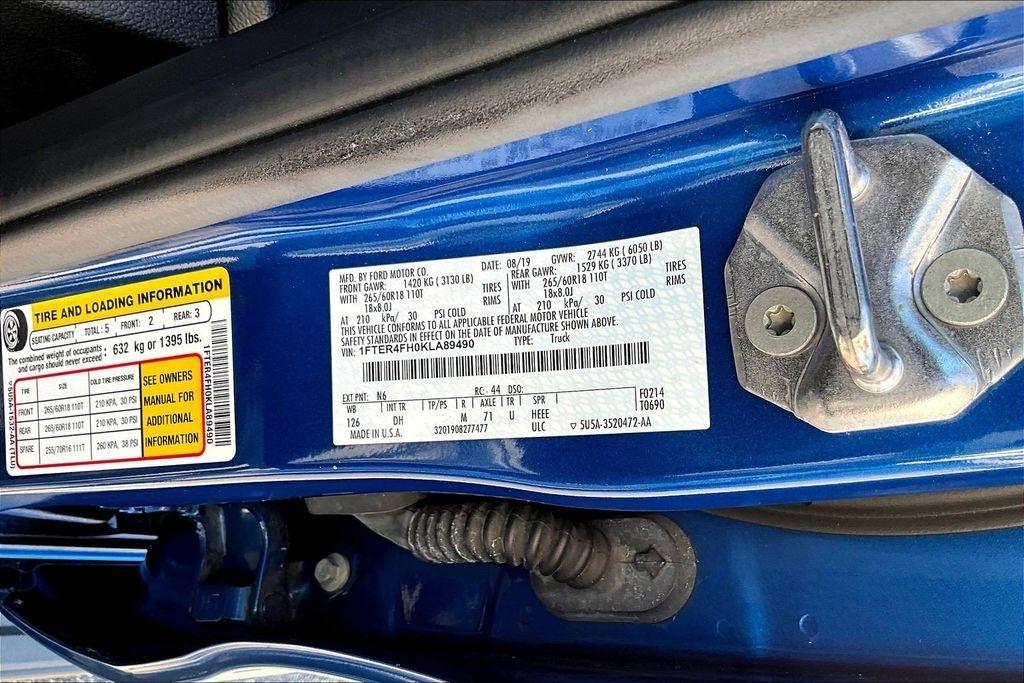 TIRE AND LOADING INFORMATION
SEATING CAPACITY TOTAL: 5 FRONT: 2 REAR: 3
The combined weight of occupants and cargo should never exceed : 632 kg or 1395 lbs.
TIRE SIZE COLD TIRE PRESSURE
FRONT 265/60R18 110T 210 KPA, 30 PSI
REAR 265/60R18 110T 210 KPA, 30 PSI
SPARE 255/70R16 111T 260 KPA, 38 PSI
SEE OWNERS
MANUAL FOR
ADDITIONAL
INFORMATION
5U5A-1532-AA (TLU)
1FTER4FH0KLA89490
MFD. BY FORD MOTOR CO. DATE: 08/19 GVWR: 2744 KG ( 6050 LB)
FRONT GAWR: 1420 KG ( 3130 LB) REAR GAWR: 1529 KG ( 3370 LB)
WITH 265/60R18 110T TIRES WITH 265/60R18 110T TIRES
18x8.0J RIMS 18x8.0J RIMS
AT 210 kPa/ 30 PSI COLD AT 210 kPa/ 30 PSI COLD
THIS VEHICLE CONFORMS TO ALL APPLICABLE FEDERAL MOTOR VEHICLE
SAFETY STANDARDS IN EFFECT ON THE DATE OF MANUFACTURE SHOWN ABOVE.
VIN: 1FTER4FH0KLA89490 TYPE: Truck
EXT PNT: N6 RC: 44 DSO: F0214
WB INT TR TP/PS R AXLE TR SPR T0690
126 DH M 71 U HEEE
MADE IN U.S.A. 3201908277477 ULC ▽ 5U5A-3520472-AA